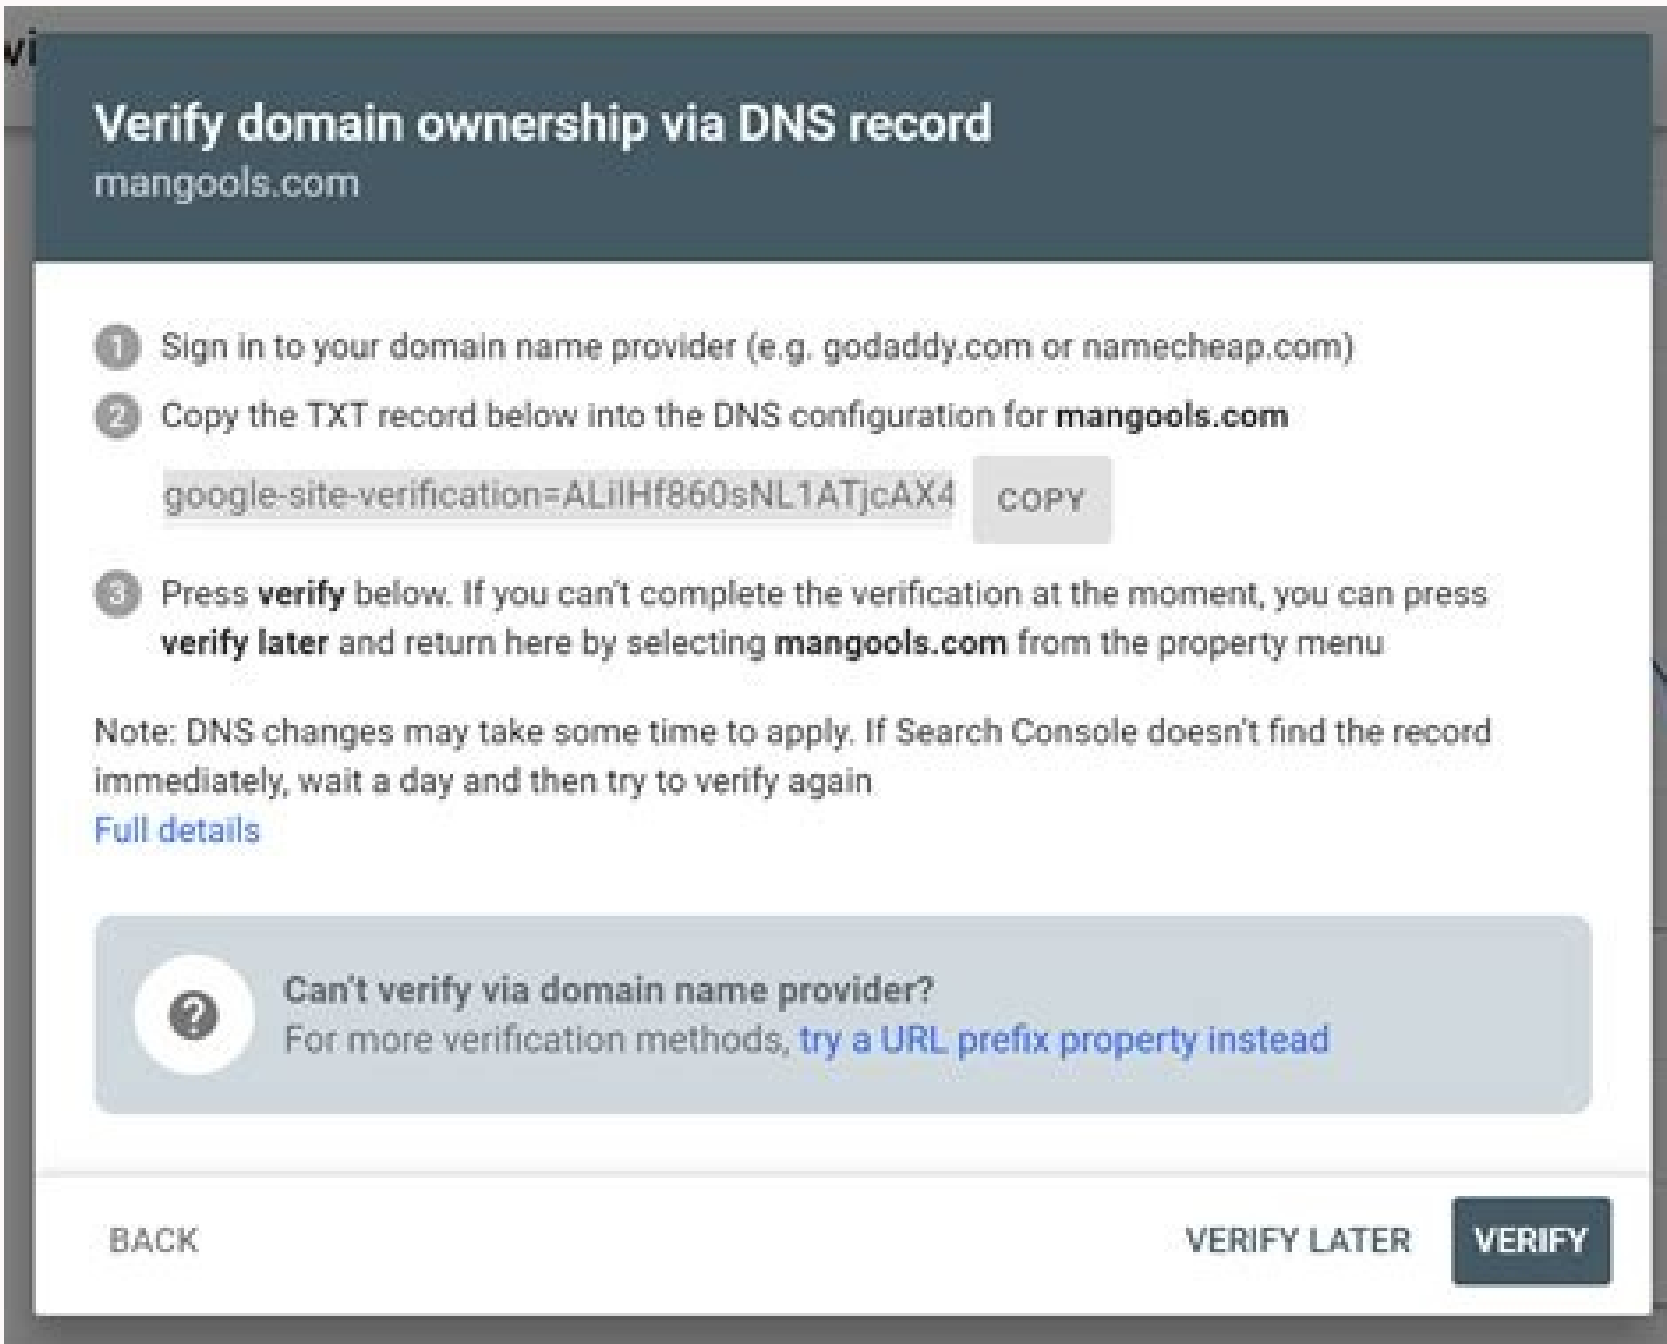 vi
Verify domain ownership via DNS record
mangools.com
1 Sign in to your domain name provider (e.g. godaddy.com or namecheap.com)
2 Copy the TXT record below into the DNS configuration for mangools.com
google-site-verification=ALiIHf860sNL1ATjcAX4 COPY
3 Press verify below. If you can't complete the verification at the moment, you can press
verify later and return here by selecting mangools.com from the property menu
Note: DNS changes may take some time to apply. If Search Console doesn't find the record
immediately, wait a day and then try to verify again
Full details
Can't verify via domain name provider?
For more verification methods, try a URL prefix property instead
BACK VERIFY LATER VERIFY